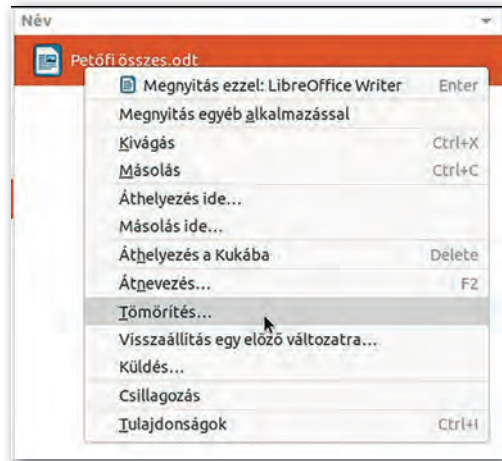 Név
Petőfi összes.odt
Megnyitás ezzel: LibreOffice Writer Enter
Megnyitás egyéb alkalmazással
Kivágás Ctrl+X
Másolás Ctrl+C
Áthelyezés ide...
Másolás ide...
Áthelyezés a Kukába Delete
Átnevezés... F2
Tömörítés...
Visszaállítás egy előző változatra...
Küldés...
Csillagozás
Tulajdonságok Ctrl+I